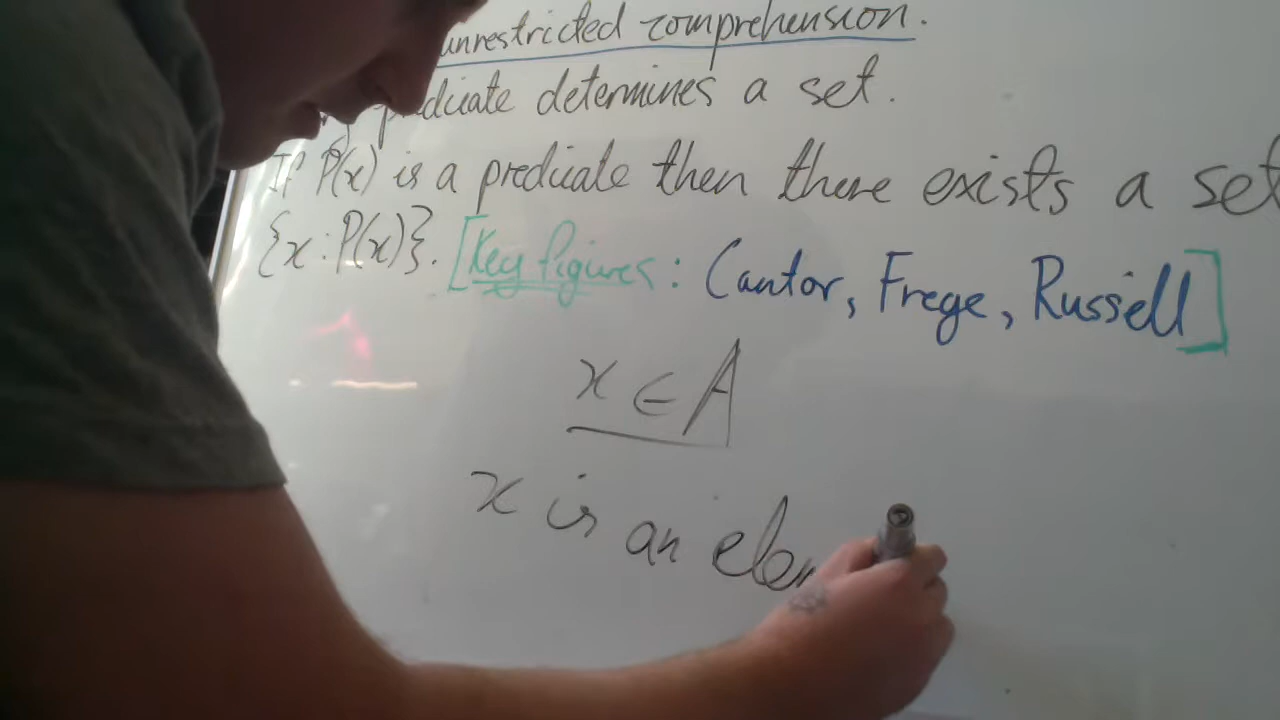 unrestricted comprehension.
determines a set.
If P(x) is a predicate then there exists a set
{x : P(x)}. [Key figures: Cantor, Frege, Russell]
x ∈ A
x is an elem